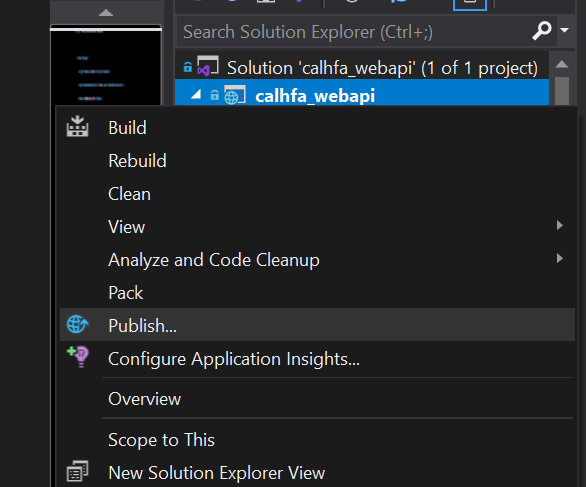 Search Solution Explorer (Ctrl+;)
Solution 'calhfa_webapi' (1 of 1 project)
calhfa_webapi
Build
Rebuild
Clean
View
Analyze and Code Cleanup
Pack
Publish...
Configure Application Insights...
Overview
Scope to This
New Solution Explorer View